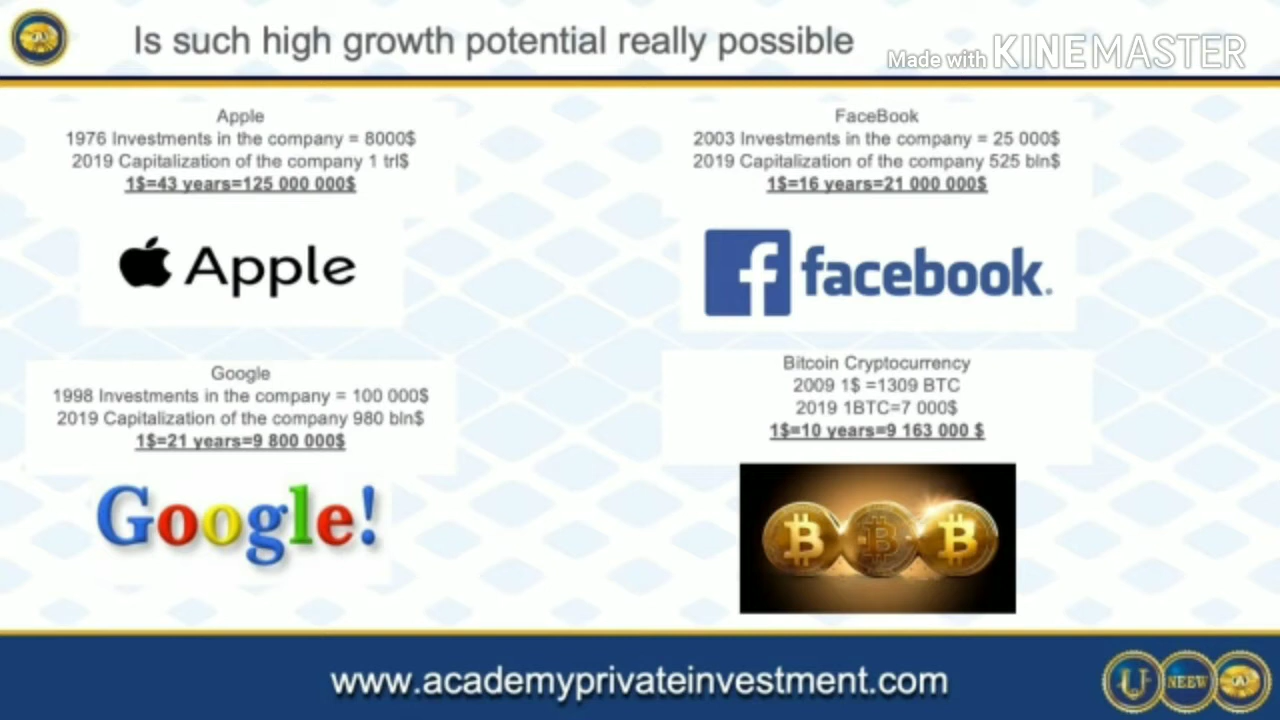 Is such high growth potential really possible
Made with KINEMASTER
Apple
1976 Investments in the company = 8000$
2019 Capitalization of the company 1 trl$
1$=43 years=125 000 000$
Apple
FaceBook
2003 Investments in the company = 25 000$
2019 Capitalization of the company 525 bln$
1$=16 years=21 000 000$
facebook.
Google
1998 Investments in the company = 100 000$
2019 Capitalization of the company 980 bln$
1$=21 years=9 800 000$
Google!
Bitcoin Cryptocurrency
2009 1$ =1309 BTC
2019 1BTC=7 000$
1$=10 years=9 163 000 $
www.academyprivateinvestment.com
U
NEEW